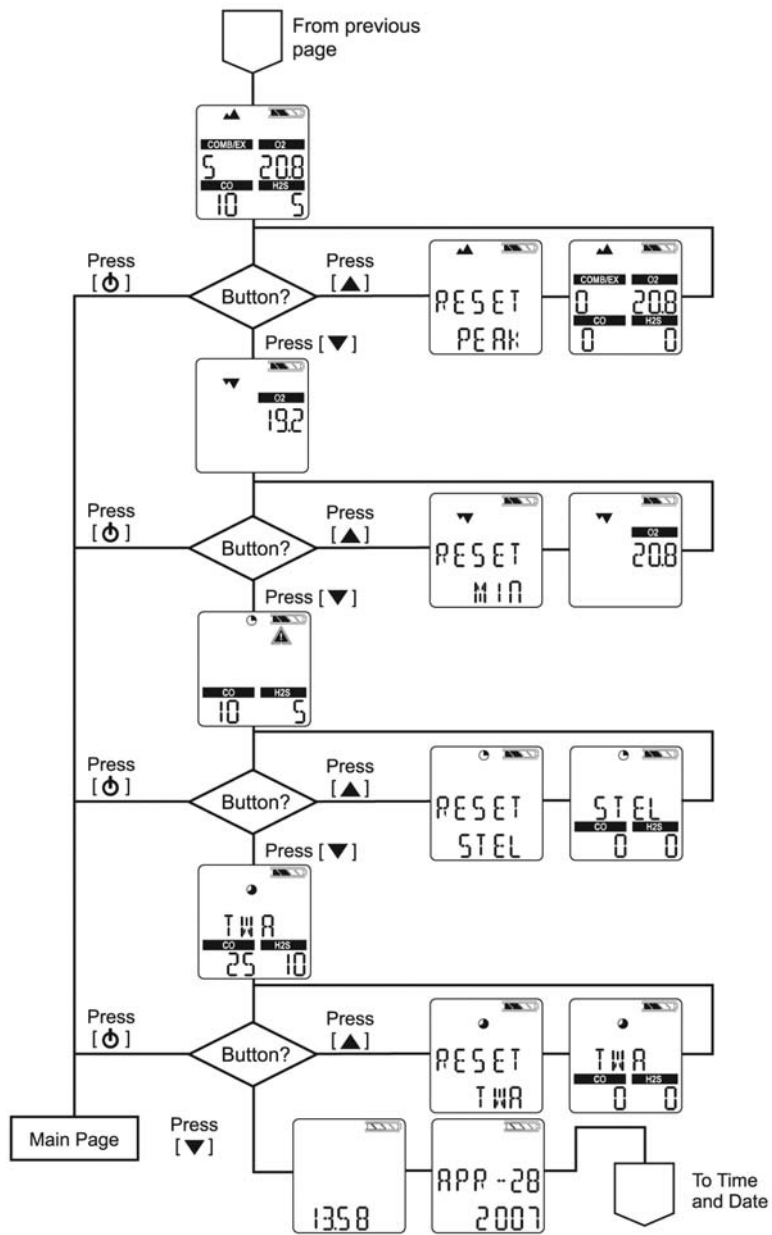 From previous
page
COMB/EX O2
5 20.8
CO H2S
10 5
Press
[⏻]
Button?
Press
[▲]
RESET
PEAK
COMB/EX O2
0 20.8
CO H2S
0 0
Press [▼]
O2
19.2
Press
[⏻]
Button?
Press
[▲]
RESET
MIN
O2
20.8
Press [▼]
CO H2S
10 5
Press
[⏻]
Button?
Press
[▲]
RESET
STEL
STEL
CO H2S
0 0
Press [▼]
TWA
CO H2S
25 10
Press
[⏻]
Button?
Press
[▲]
RESET
TWA
TWA
CO H2S
0 0
Main Page
Press
[▼]
13.58
APR--28
2007
To Time
and Date